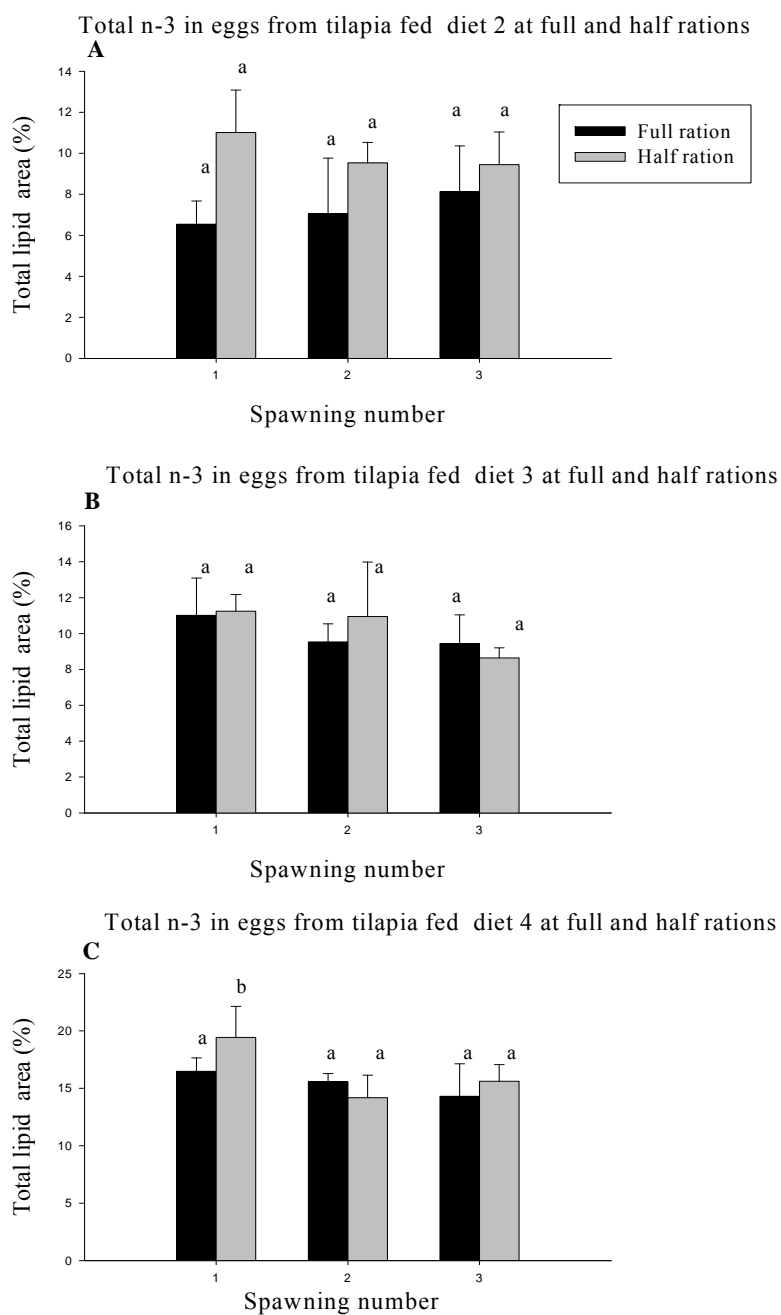 Total n-3 in eggs from tilapia fed diet 2 at full and half rations
A
14
12
10
8
6
4
2
0
Total lipid area (%)
a
a
a
a
a
a
Full ration
Half ration
1 2 3
Spawning number
Total n-3 in eggs from tilapia fed diet 3 at full and half rations
B
16
14
12
10
8
6
4
2
0
Total lipid area (%)
a
a
a
a
a
a
1 2 3
Spawning number
Total n-3 in eggs from tilapia fed diet 4 at full and half rations
C
25
20
15
10
5
0
Total lipid area (%)
a
b
a
a
a
a
1 2 3
Spawning number